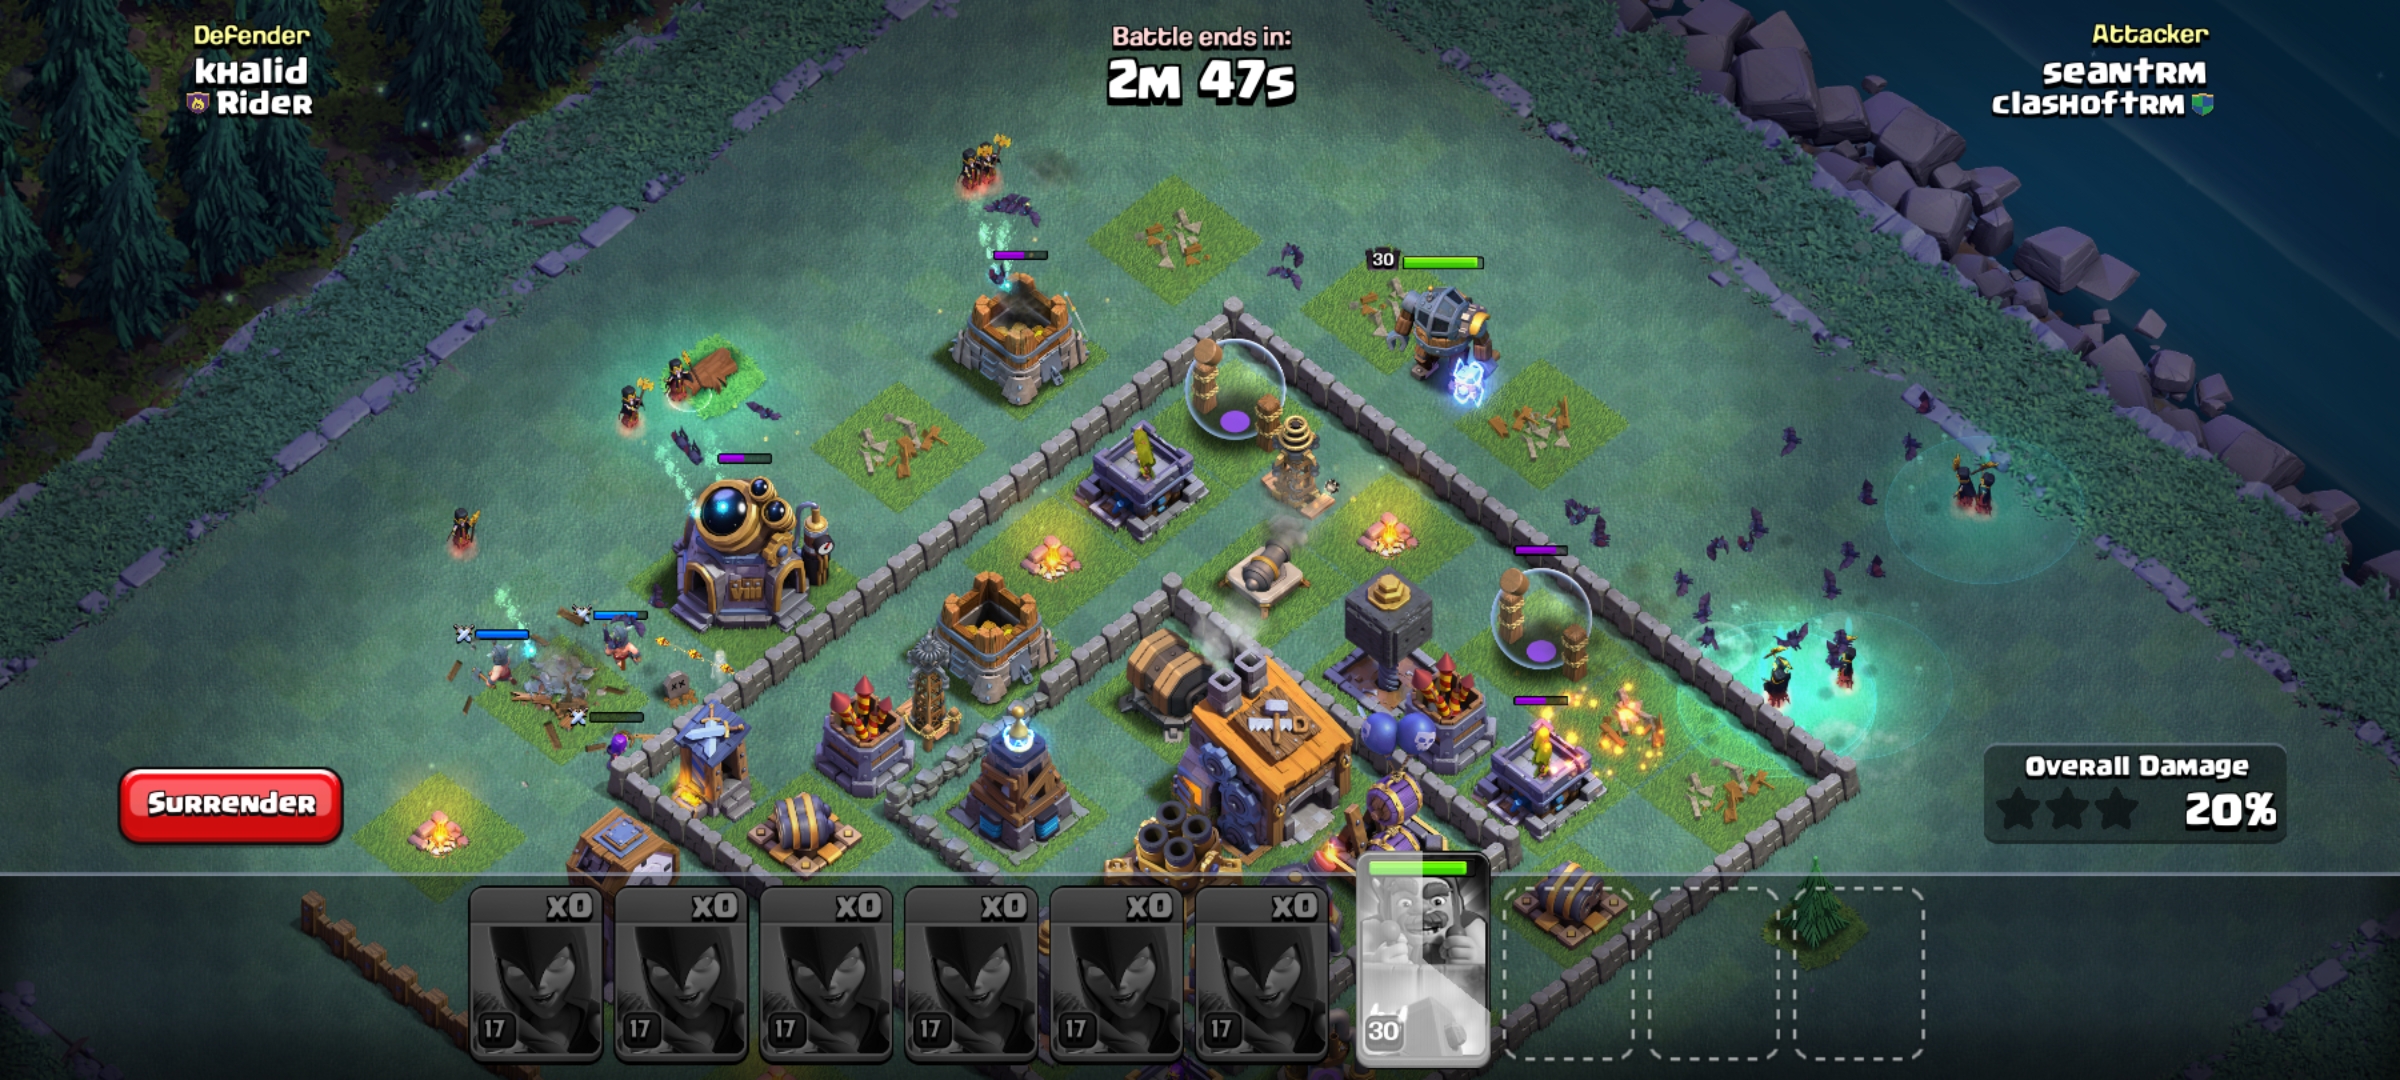 Defender
kHalid
RideR
Battle ends in:
2M 47s
Attacker
seantRM
clasHoftRM
30
VIII
Surrender
Overall Damage
20%
x0
x0
x0
x0
x0
x0
17
17
17
17
17
17
30